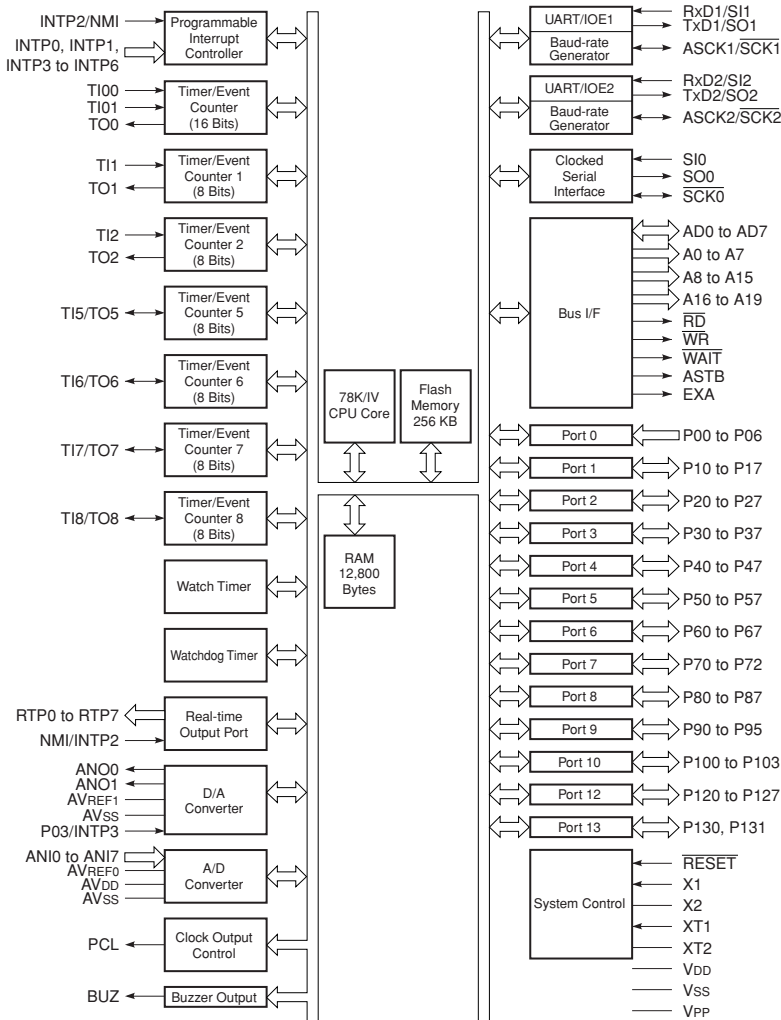 INTP2/NMI
INTP0, INTP1,
INTP3 to INTP6
Programmable
Interrupt
Controller
TI00
TI01
TO0
Timer/Event
Counter
(16 Bits)
TI1
TO1
Timer/Event
Counter 1
(8 Bits)
TI2
TO2
Timer/Event
Counter 2
(8 Bits)
TI5/TO5
Timer/Event
Counter 5
(8 Bits)
TI6/TO6
Timer/Event
Counter 6
(8 Bits)
TI7/TO7
Timer/Event
Counter 7
(8 Bits)
TI8/TO8
Timer/Event
Counter 8
(8 Bits)
Watch Timer
Watchdog Timer
RTP0 to RTP7
NMI/INTP2
Real-time
Output Port
ANO0
ANO1
AVREF1
AVSS
P03/INTP3
D/A
Converter
ANI0 to ANI7
AVREF0
AVDD
AVSS
A/D
Converter
PCL
Clock Output
Control
BUZ
Buzzer Output
78K/IV
CPU Core
Flash
Memory
256 KB
RAM
12,800
Bytes
UART/IOE1
Baud-rate
Generator
RxD1/SI1
TxD1/SO1
ASCK1/SCK1
UART/IOE2
Baud-rate
Generator
RxD2/SI2
TxD2/SO2
ASCK2/SCK2
Clocked
Serial
Interface
SI0
SO0
SCK0
Bus I/F
AD0 to AD7
A0 to A7
A8 to A15
A16 to A19
RD
WR
WAIT
ASTB
EXA
Port 0
P00 to P06
Port 1
P10 to P17
Port 2
P20 to P27
Port 3
P30 to P37
Port 4
P40 to P47
Port 5
P50 to P57
Port 6
P60 to P67
Port 7
P70 to P72
Port 8
P80 to P87
Port 9
P90 to P95
Port 10
P100 to P103
Port 12
P120 to P127
Port 13
P130, P131
System Control
RESET
X1
X2
XT1
XT2
VDD
VSS
VPP